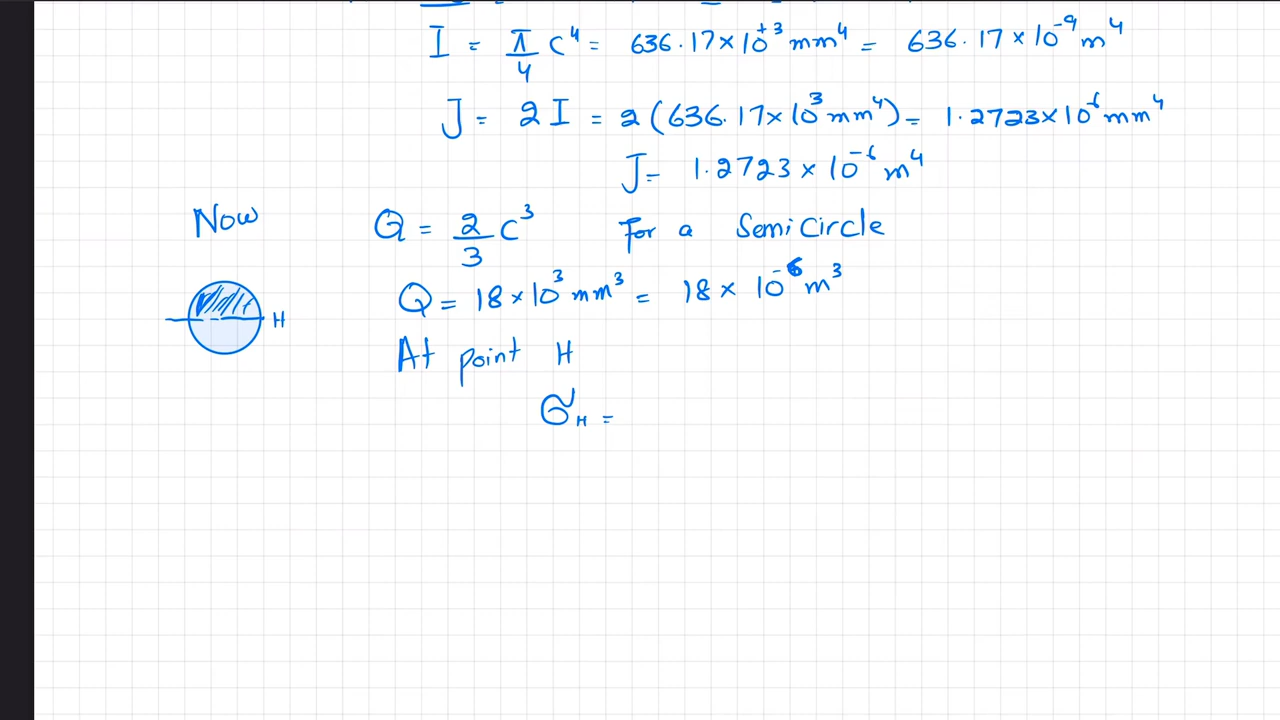 I = π/4 c⁴ = 636.17×10⁺³ mm⁴ = 636.17×10⁻⁹ m⁴
J = 2I = 2(636.17×10³ mm⁴) = 1.2723×10⁻⁶ mm⁴
J = 1.2723×10⁻⁶ m⁴
Now Q = 2/3 c³ for a SemiCircle
Q = 18×10³ mm³ = 18×10⁻⁶ m³
H
At point H
σ_H =